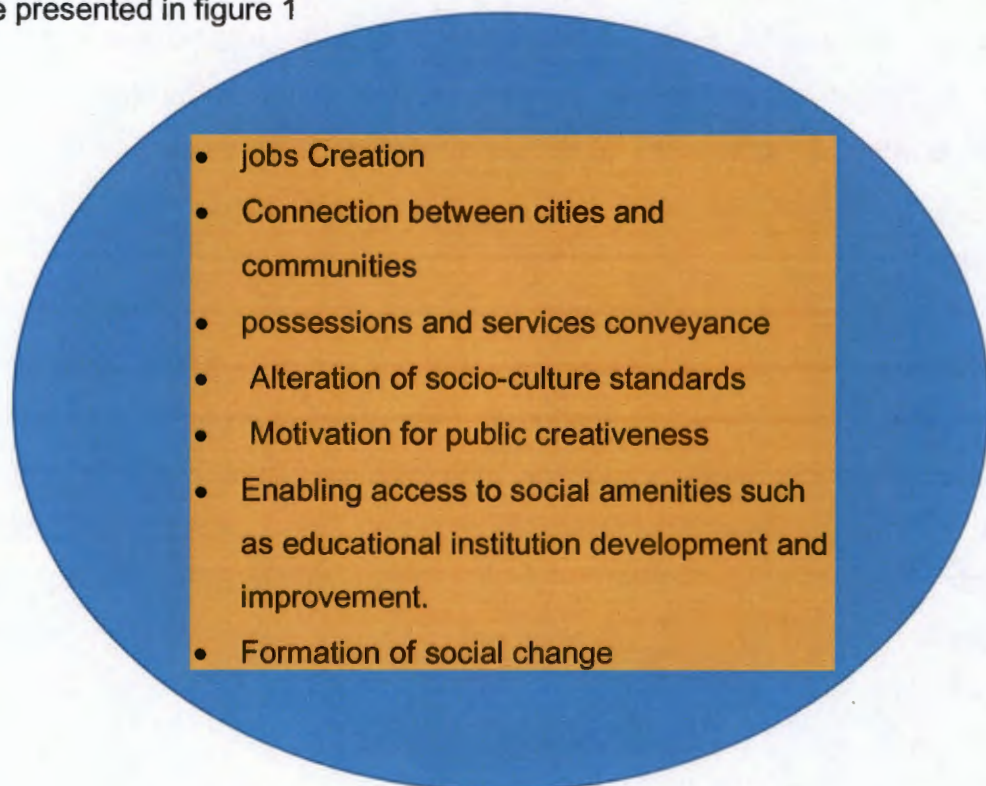 presented in figure 1
• jobs Creation
• Connection between cities and
communities
• possessions and services conveyance
• Alteration of socio-culture standards
• Motivation for public creativeness
• Enabling access to social amenities such
as educational institution development and
improvement.
• Formation of social change